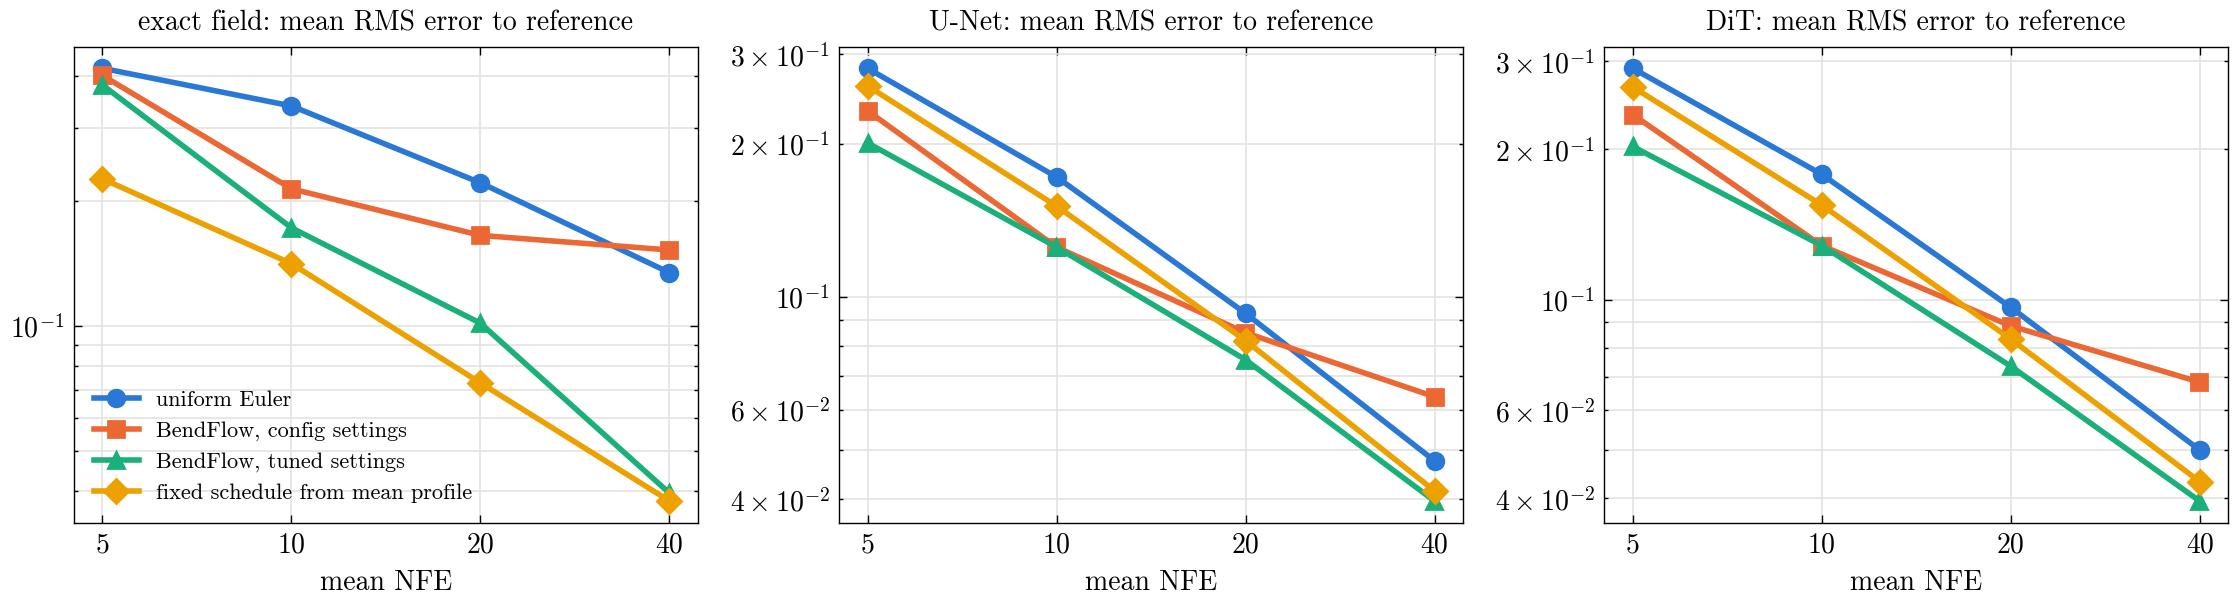 exact field: mean RMS error to reference
10⁻¹
uniform Euler
BendFlow, config settings
BendFlow, tuned settings
fixed schedule from mean profile
5 10 20 40
mean NFE
U-Net: mean RMS error to reference
3 × 10⁻¹
2 × 10⁻¹
10⁻¹
6 × 10⁻²
4 × 10⁻²
5 10 20 40
mean NFE
DiT: mean RMS error to reference
3 × 10⁻¹
2 × 10⁻¹
10⁻¹
6 × 10⁻²
4 × 10⁻²
5 10 20 40
mean NFE